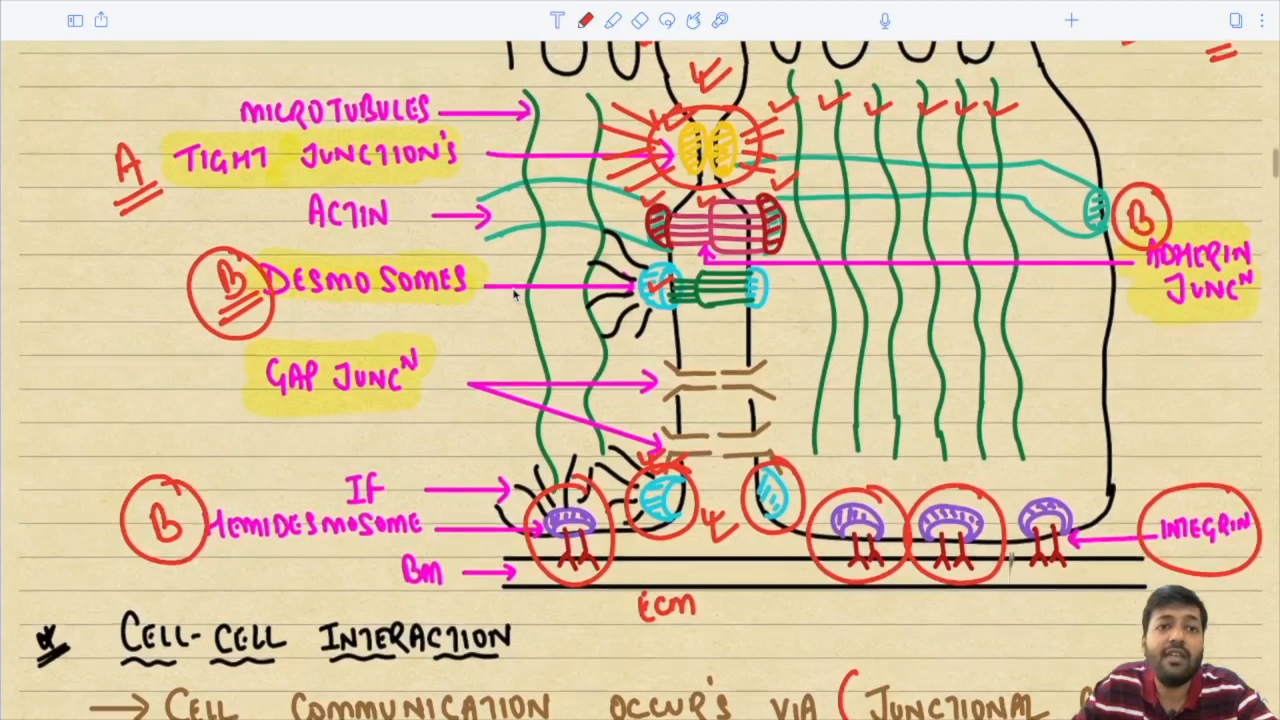 MICROTUBULES
A TIGHT JUNCTION'S
ACTIN
B
ADHERIN
JUNCᴺ
B DESMOSOMES
GAP JUNCᴺ
IF
B HEMIDESMOSOME
INTEGRIN
BM
ECM
CELL-CELL INTERACTION
→ CELL COMMUNICATION OCCUR'S VIA (JUNCTIONAL